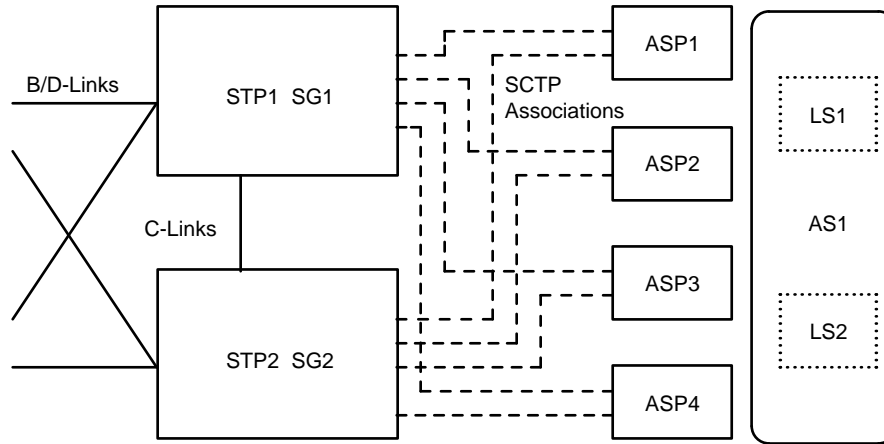 B/D-Links
STP1 SG1
C-Links
STP2 SG2
SCTP
Associations
ASP1
ASP2
ASP3
ASP4
LS1
AS1
LS2